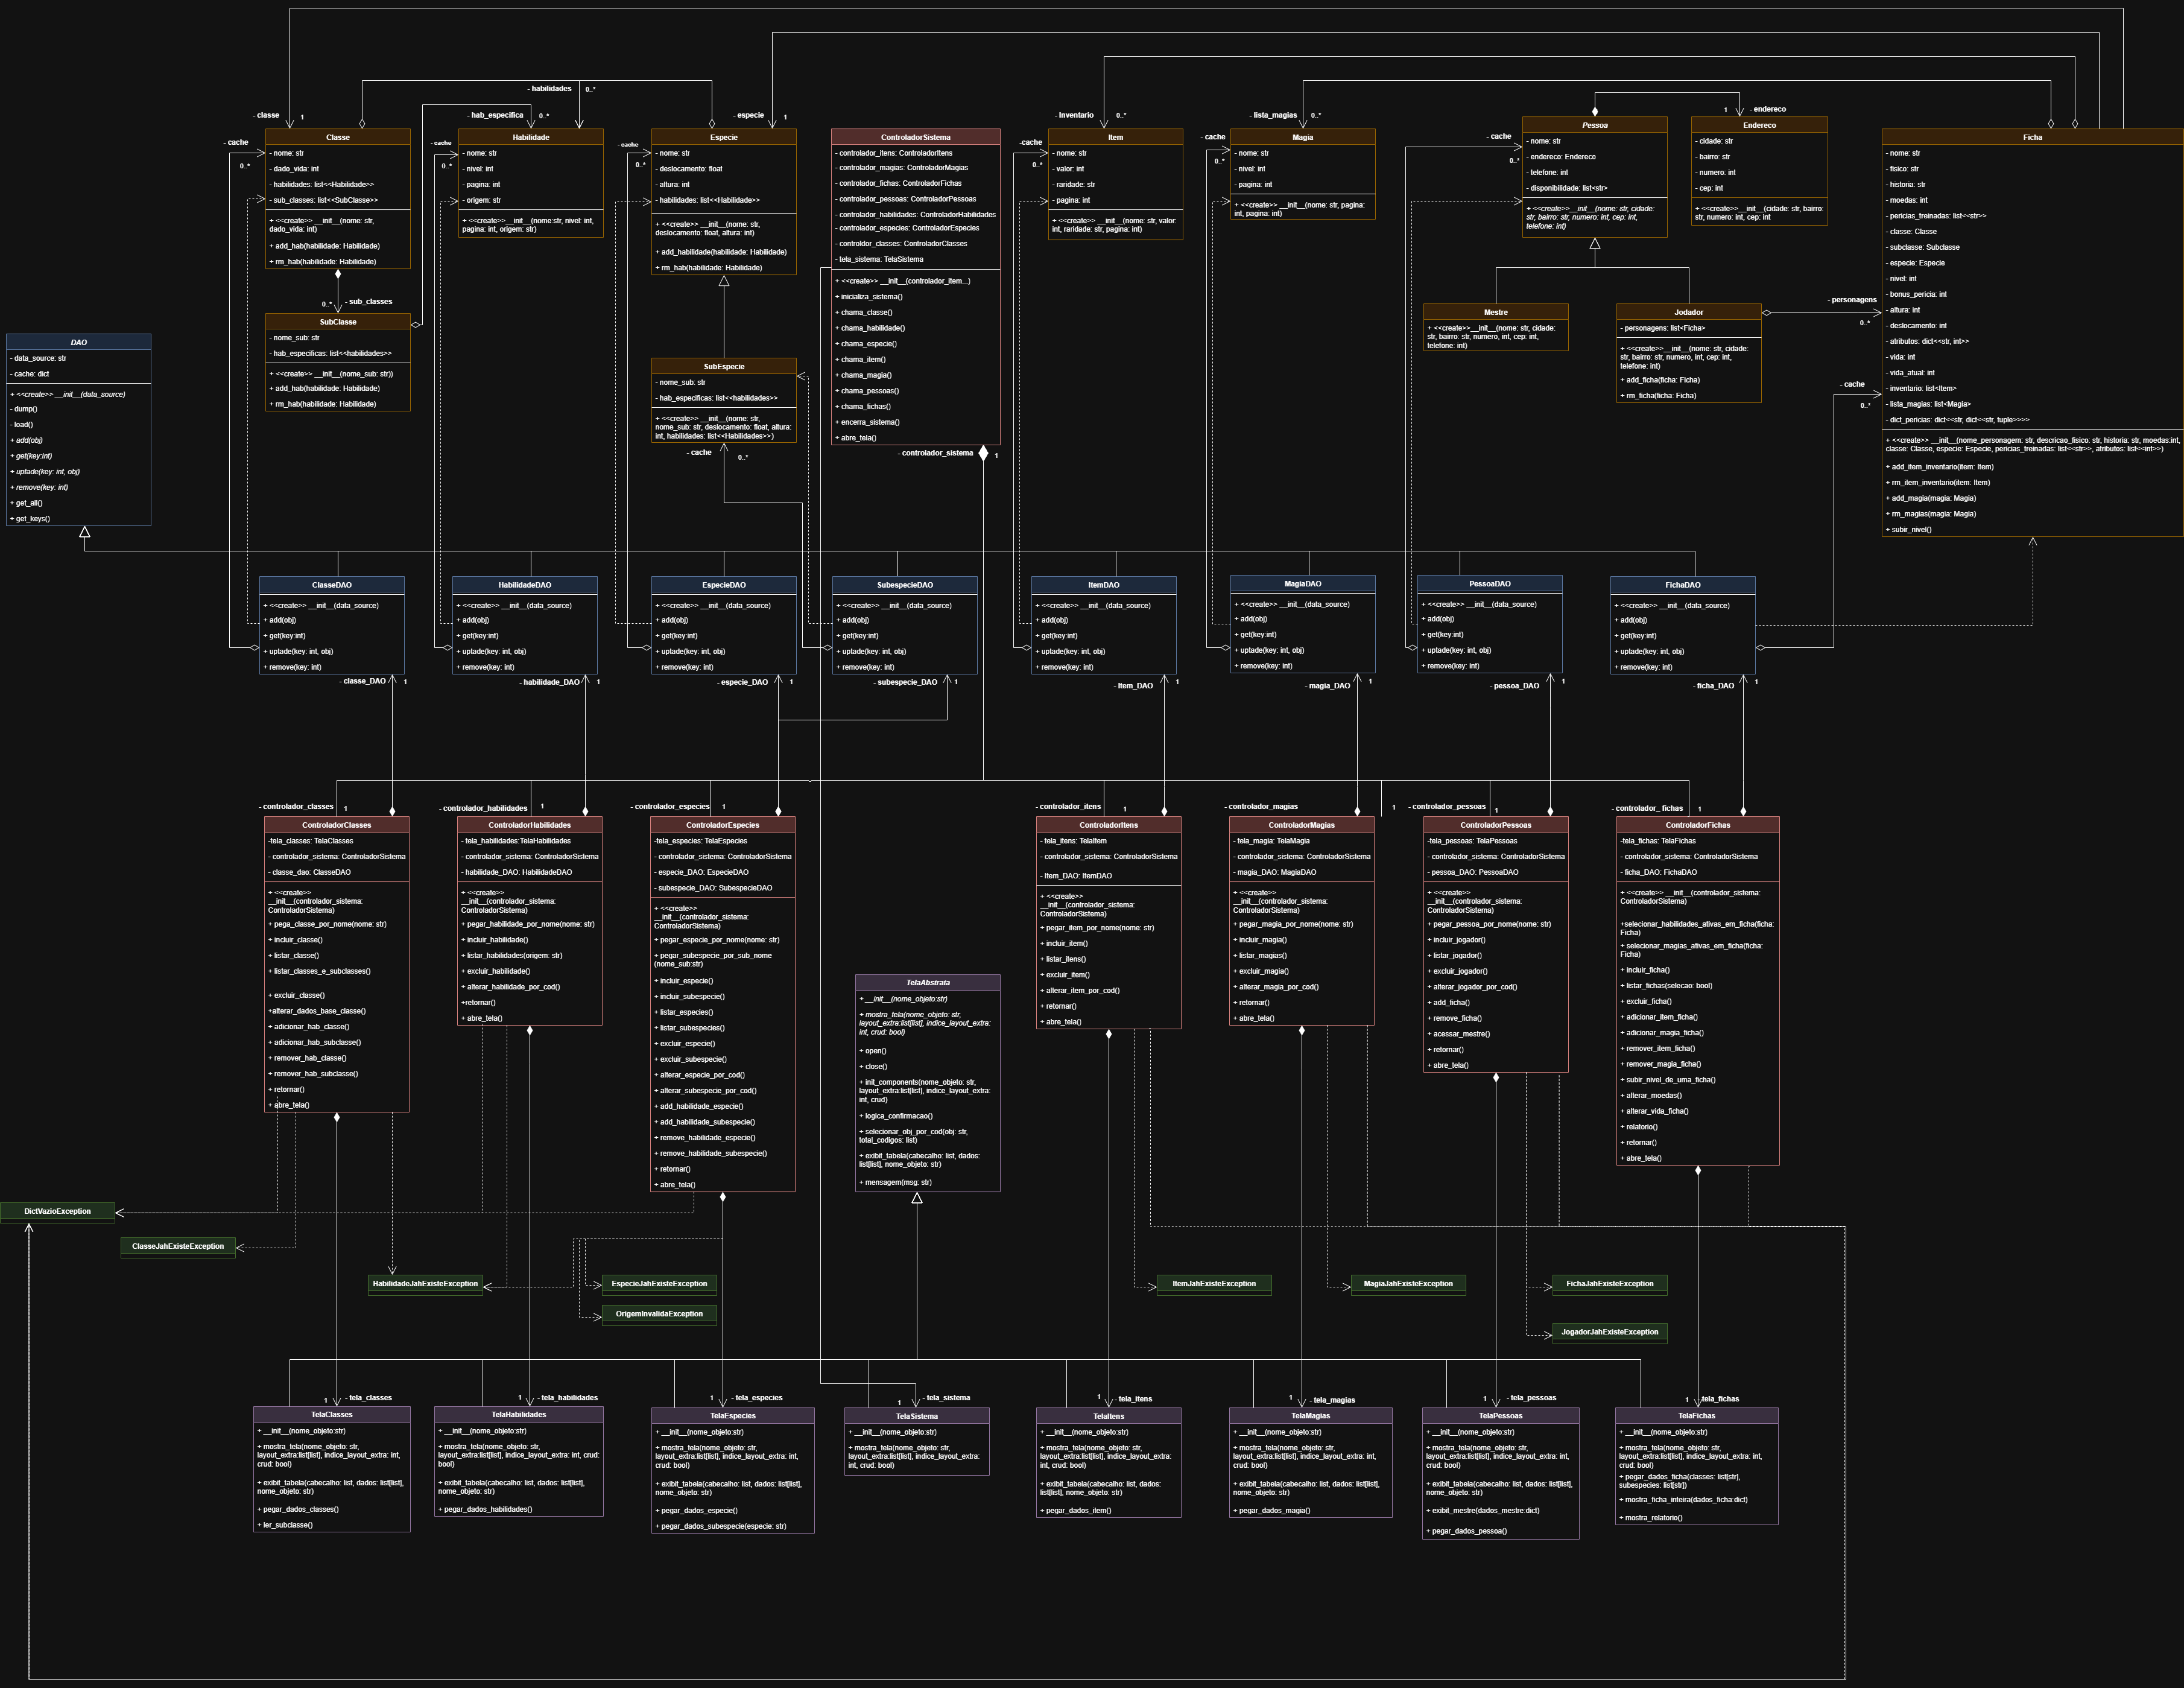 - classe
1
- habilidades
0..*
- hab_especifica
0..*
- especie
1
- Inventario
0..*
- lista_magias
0..*
1
- endereco
- cache
0..*
Classe
- nome: str
- dado_vida: int
- habilidades: list<<Habilidade>>
- sub_classes: list<<SubClasse>>
+ <<create>> __init__(nome: str,
dado_vida: int)
+ add_hab(habilidade: Habilidade)
+ rm_hab(habilidade: Habilidade)
0..*
- sub_classes
SubClasse
- nome_sub: str
- hab_especificas: list<<habilidades>>
+ <<create>> __init__(nome_sub: str))
+ add_hab(habilidade: Habilidade)
+ rm_hab(habilidade: Habilidade)
- cache
0..*
Habilidade
- nome: str
- nivel: int
- pagina: int
- origem: str
+ <<create>> __init__(nome:str, nivel: int,
pagina: int, origem: str)
- cache
0..*
Especie
- nome: str
- deslocamento: float
- altura: int
- habilidades: list<<Habilidade>>
+ <<create>> __init__(nome: str,
deslocamento: float, altura: int)
+ add_habilidade(habilidade: Habilidade)
+ rm_hab(habilidade: Habilidade)
SubEspecie
- nome_sub: str
- hab_especificas: list<<habilidades>>
+ <<create>> __init__(nome: str,
nome_sub: str, deslocamento: float, altura:
int, habilidades: list<<Habilidades>>)
- cache
0..*
ControladorSistema
- controlador_itens: ControladorItens
- controlador_magias: ControladorMagias
- controlador_fichas: ControladorFichas
- controlador_pessoas: ControladorPessoas
- controlador_habilidades: ControladorHabilidades
- controlador_especies: ControladorEspecies
- controldor_classes: ControladorClasses
- tela_sistema: TelaSistema
+ <<create>> __init__(controlador_item...)
+ inicializa_sistema()
+ chama_classe()
+ chama_habilidade()
+ chama_especie()
+ chama_item()
+ chama_magia()
+ chama_pessoas()
+ chama_fichas()
+ encerra_sistema()
+ abre_tela()
- controlador_sistema
1
-cache
0..*
Item
- nome: str
- valor: int
- raridade: str
- pagina: int
+ <<create>> __init__(nome: str, valor:
int, raridade: str, pagina: int)
- cache
0..*
Magia
- nome: str
- nivel: int
- pagina: int
+ <<create>> __init__(nome: str, pagina:
int, pagina: int)
- cache
0..*
Pessoa
- nome: str
- endereco: Endereco
- telefone: int
- disponibilidade: list<str>
+ <<create>>__init__(nome: str, cidade:
str, bairro: str, numero: int, cep: int,
telefone: int)
Endereco
- cidade: str
- bairro: str
- numero: int
- cep: int
+ <<create>>__init__(cidade: str, bairro:
str, numero: int, cep: int
Mestre
+ <<create>>__init__(nome: str, cidade:
str, bairro: str, numero, int, cep: int,
telefone: int)
Jodador
- personagens: list<Ficha>
+ <<create>>__init__(nome: str, cidade:
str, bairro: str, numero, int, cep: int,
telefone: int)
+ add_ficha(ficha: Ficha)
+ rm_ficha(ficha: Ficha)
- personagens
0..*
- cache
0..*
Ficha
- nome: str
- fisico: str
- historia: str
- moedas: int
- pericias_treinadas: list<<str>>
- classe: Classe
- subclasse: Subclasse
- especie: Especie
- nivel: int
- bonus_pericia: int
- altura: int
- deslocamento: int
- atributos: dict<<str, int>>
- vida: int
- vida_atual: int
- inventario: list<Item>
- lista_magias: list<Magia>
- dict_pericias: dict<<str, dict<<str, tuple>>>>
+ <<create>> __init__(nome_personagem: str, descricao_fisico: str, historia: str, moedas:int,
classe: Classe, especie: Especie, pericias_treinadas: list<<str>>, atributos: list<<int>>)
+ add_item_inventario(item: Item)
+ rm_item_inventario(item: Item)
+ add_magia(magia: Magia)
+ rm_magias(magia: Magia)
+ subir_nivel()
DAO
- data_source: str
- cache: dict
+ <<create>> __init__(data_source)
- dump()
- load()
+ add(obj)
+ get(key:int)
+ uptade(key: int, obj)
+ remove(key: int)
+ get_all()
+ get_keys()
ClasseDAO
+ <<create>> __init__(data_source)
+ add(obj)
+ get(key:int)
+ uptade(key: int, obj)
+ remove(key: int)
- classe_DAO
1
HabilidadeDAO
+ <<create>> __init__(data_source)
+ add(obj)
+ get(key:int)
+ uptade(key: int, obj)
+ remove(key: int)
- habilidade_DAO
1
EspecieDAO
+ <<create>> __init__(data_source)
+ add(obj)
+ get(key:int)
+ uptade(key: int, obj)
+ remove(key: int)
- especie_DAO
1
SubespecieDAO
+ <<create>> __init__(data_source)
+ add(obj)
+ get(key:int)
+ uptade(key: int, obj)
+ remove(key: int)
- subespecie_DAO
1
ItemDAO
+ <<create>> __init__(data_source)
+ add(obj)
+ get(key:int)
+ uptade(key: int, obj)
+ remove(key: int)
- Item_DAO
1
MagiaDAO
+ <<create>> __init__(data_source)
+ add(obj)
+ get(key:int)
+ uptade(key: int, obj)
+ remove(key: int)
- magia_DAO
1
PessoaDAO
+ <<create>> __init__(data_source)
+ add(obj)
+ get(key:int)
+ uptade(key: int, obj)
+ remove(key: int)
- pessoa_DAO
1
FichaDAO
+ <<create>> __init__(data_source)
+ add(obj)
+ get(key:int)
+ uptade(key: int, obj)
+ remove(key: int)
- ficha_DAO
1
- controlador_classes
1
ControladorClasses
-tela_classes: TelaClasses
- controlador_sistema: ControladorSistema
- classe_dao: ClasseDAO
+ <<create>>
__init__(controlador_sistema:
ControladorSistema)
+ pega_classe_por_nome(nome: str)
+ incluir_classe()
+ listar_classe()
+ listar_classes_e_subclasses()
+ excluir_classe()
+alterar_dados_base_classe()
+ adicionar_hab_classe()
+ adicionar_hab_subclasse()
+ remover_hab_classe()
+ remover_hab_subclasse()
+ retornar()
+ abre_tela()
- controlador_habilidades
1
ControladorHabilidades
- tela_habilidades:TelaHabilidades
- controlador_sistema: ControladorSistema
- habilidade_DAO: HabilidadeDAO
+ <<create>>
__init__(controlador_sistema:
ControladorSistema)
+ pegar_habilidade_por_nome(nome: str)
+ incluir_habilidade()
+ listar_habilidades(origem: str)
+ excluir_habilidade()
+ alterar_habilidade_por_cod()
+retornar()
+ abre_tela()
- controlador_especies
1
ControladorEspecies
-tela_especies: TelaEspecies
- controlador_sistema: ControladorSistema
- especie_DAO: EspecieDAO
- subespecie_DAO: SubespecieDAO
+ <<create>>
__init__(controlador_sistema:
ControladorSistema)
+ pegar_especie_por_nome(nome: str)
+ pegar_subespecie_por_sub_nome
(nome_sub:str)
+ incluir_especie()
+ incluir_subespecie()
+ listar_especies()
+ listar_subespecies()
+ excluir_especie()
+ excluir_subespecie()
+ alterar_especie_por_cod()
+ alterar_subespecie_por_cod()
+ add_habilidade_especie()
+ add_habilidade_subespecie()
+ remove_habilidade_especie()
+ remove_habilidade_subespecie()
+ retornar()
+ abre_tela()
TelaAbstrata
+ __init__(nome_objeto:str)
+ mostra_tela(nome_objeto: str,
layout_extra:list[list], indice_layout_extra:
int, crud: bool)
+ open()
+ close()
+ init_components(nome_objeto: str,
layout_extra:list[list], indice_layout_extra:
int, crud)
+ logica_confirmacao()
+ selecionar_obj_por_cod(obj: str,
total_codigos: list)
+ exibit_tabela(cabecalho: list, dados:
list[list], nome_objeto: str)
+ mensagem(msg: str)
- controlador_itens
1
ControladorItens
- tela_itens: TelaItem
- controlador_sistema: ControladorSistema
- Item_DAO: ItemDAO
+ <<create>>
__init__(controlador_sistema:
ControladorSistema)
+ pegar_item_por_nome(nome: str)
+ incluir_item()
+ listar_itens()
+ excluir_item()
+ alterar_item_por_cod()
+ retornar()
+ abre_tela()
- controlador_magias
1
ControladorMagias
- tela_magia: TelaMagia
- controlador_sistema: ControladorSistema
- magia_DAO: MagiaDAO
+ <<create>>
__init__(controlador_sistema:
ControladorSistema)
+ pegar_magia_por_nome(nome: str)
+ incluir_magia()
+ listar_magias()
+ excluir_magia()
+ alterar_magia_por_cod()
+ retornar()
+ abre_tela()
- controlador_pessoas
1
ControladorPessoas
-tela_pessoas: TelaPessoas
- controlador_sistema: ControladorSistema
- pessoa_DAO: PessoaDAO
+ <<create>>
__init__(controlador_sistema:
ControladorSistema)
+ pegar_pessoa_por_nome(nome: str)
+ incluir_jogador()
+ listar_jogador()
+ excluir_jogador()
+ alterar_jogador_por_cod()
+ add_ficha()
+ remove_ficha()
+ acessar_mestre()
+ retornar()
+ abre_tela()
- controlador_ fichas
1
ControladorFichas
-tela_fichas: TelaFichas
- controlador_sistema: ControladorSistema
- ficha_DAO: FichaDAO
+ <<create>> __init__(controlador_sistema:
ControladorSistema)
+selecionar_habilidades_ativas_em_ficha(ficha:
Ficha)
+ selecionar_magias_ativas_em_ficha(ficha:
Ficha)
+ incluir_ficha()
+ listar_fichas(selecao: bool)
+ excluir_ficha()
+ adicionar_item_ficha()
+ adicionar_magia_ficha()
+ remover_item_ficha()
+ remover_magia_ficha()
+ subir_nivel_de_uma_ficha()
+ alterar_moedas()
+ alterar_vida_ficha()
+ relatorio()
+ retornar()
+ abre_tela()
DictVazioException
ClasseJahExisteException
HabilidadeJahExisteException
EspecieJahExisteException
OrigemInvalidaException
ItemJahExisteException
MagiaJahExisteException
FichaJahExisteException
JogadorJahExisteException
1
- tela_classes
TelaClasses
+ __init__(nome_objeto:str)
+ mostra_tela(nome_objeto: str,
layout_extra:list[list], indice_layout_extra: int,
crud: bool)
+ exibit_tabela(cabecalho: list, dados: list[list],
nome_objeto: str)
+ pegar_dados_classes()
+ ler_subclasse()
1
- tela_habilidades
TelaHabilidades
+ __init__(nome_objeto:str)
+ mostra_tela(nome_objeto: str,
layout_extra:list[list], indice_layout_extra: int, crud:
bool)
+ exibit_tabela(cabecalho: list, dados: list[list],
nome_objeto: str)
+ pegar_dados_habilidades()
1
- tela_especies
TelaEspecies
+ __init__(nome_objeto:str)
+ mostra_tela(nome_objeto: str,
layout_extra:list[list], indice_layout_extra: int,
crud: bool)
+ exibit_tabela(cabecalho: list, dados: list[list],
nome_objeto: str)
+ pegar_dados_especie()
+ pegar_dados_subespecie(especie: str)
1
- tela_sistema
TelaSistema
+ __init__(nome_objeto:str)
+ mostra_tela(nome_objeto: str,
layout_extra:list[list], indice_layout_extra:
int, crud: bool)
1
- tela_itens
TelaItens
+ __init__(nome_objeto:str)
+ mostra_tela(nome_objeto: str,
layout_extra:list[list], indice_layout_extra:
int, crud: bool)
+ exibit_tabela(cabecalho: list, dados:
list[list], nome_objeto: str)
+ pegar_dados_item()
1
- tela_magias
TelaMagias
+ __init__(nome_objeto:str)
+ mostra_tela(nome_objeto: str,
layout_extra:list[list], indice_layout_extra: int,
crud: bool)
+ exibit_tabela(cabecalho: list, dados: list[list],
nome_objeto: str)
+ pegar_dados_magia()
1
- tela_pessoas
TelaPessoas
+ __init__(nome_objeto:str)
+ mostra_tela(nome_objeto: str,
layout_extra:list[list], indice_layout_extra: int,
crud: bool)
+ exibit_tabela(cabecalho: list, dados: list[list],
nome_objeto: str)
+ exibit_mestre(dados_mestre:dict)
+ pegar_dados_pessoa()
1
-tela_fichas
TelaFichas
+ __init__(nome_objeto:str)
+ mostra_tela(nome_objeto: str,
layout_extra:list[list], indice_layout_extra: int,
crud: bool)
+ pegar_dados_ficha(classes: list[str],
subespecies: list[str])
+ mostra_ficha_inteira(dados_ficha:dict)
+ mostra_relatorio()